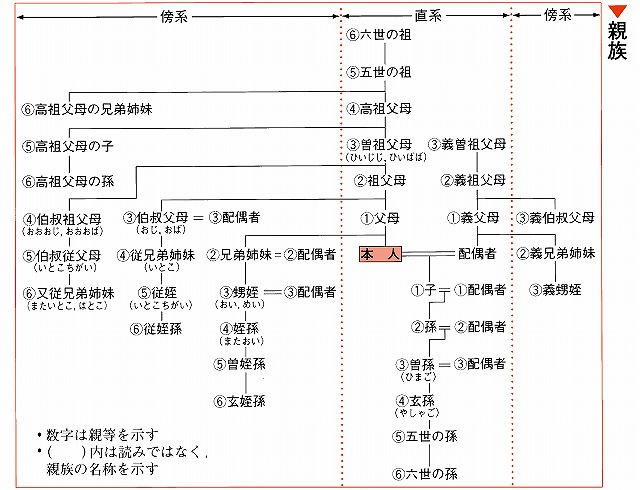 ▼親族
傍系
直系
傍系
⑥六世の祖
⑤五世の祖
⑥高祖父母の兄弟姉妹
④高祖父母
⑤高祖父母の子
③曽祖父母
(ひいじじ、ひいばば)
③義曽祖父母
⑥高祖父母の孫
②祖父母
②義祖父母
④伯叔祖父母
(おおおじ、おおおば)
③伯叔父母 = ③配偶者
(おじ、おば)
①父母
①義父母
③義伯叔父母
⑤伯叔従父母
(いとこちがい)
④従兄弟姉妹
(いとこ)
②兄弟姉妹=②配偶者
本人
配偶者
②義兄弟姉妹
⑥又従兄弟姉妹
(またいとこ、はとこ)
⑤従姪
(いとこちがい)
③甥姪=③配偶者
(おい、めい)
①子=①配偶者
③義甥姪
⑥従姪孫
④姪孫
(またおい)
②孫=②配偶者
⑤曽姪孫
③曽孫=③配偶者
(ひまご)
⑥玄姪孫
④玄孫
(やしゃご)
⑤五世の孫
⑥六世の孫
・数字は親等を示す
・(　)内は読みではなく、
親族の名称を示す